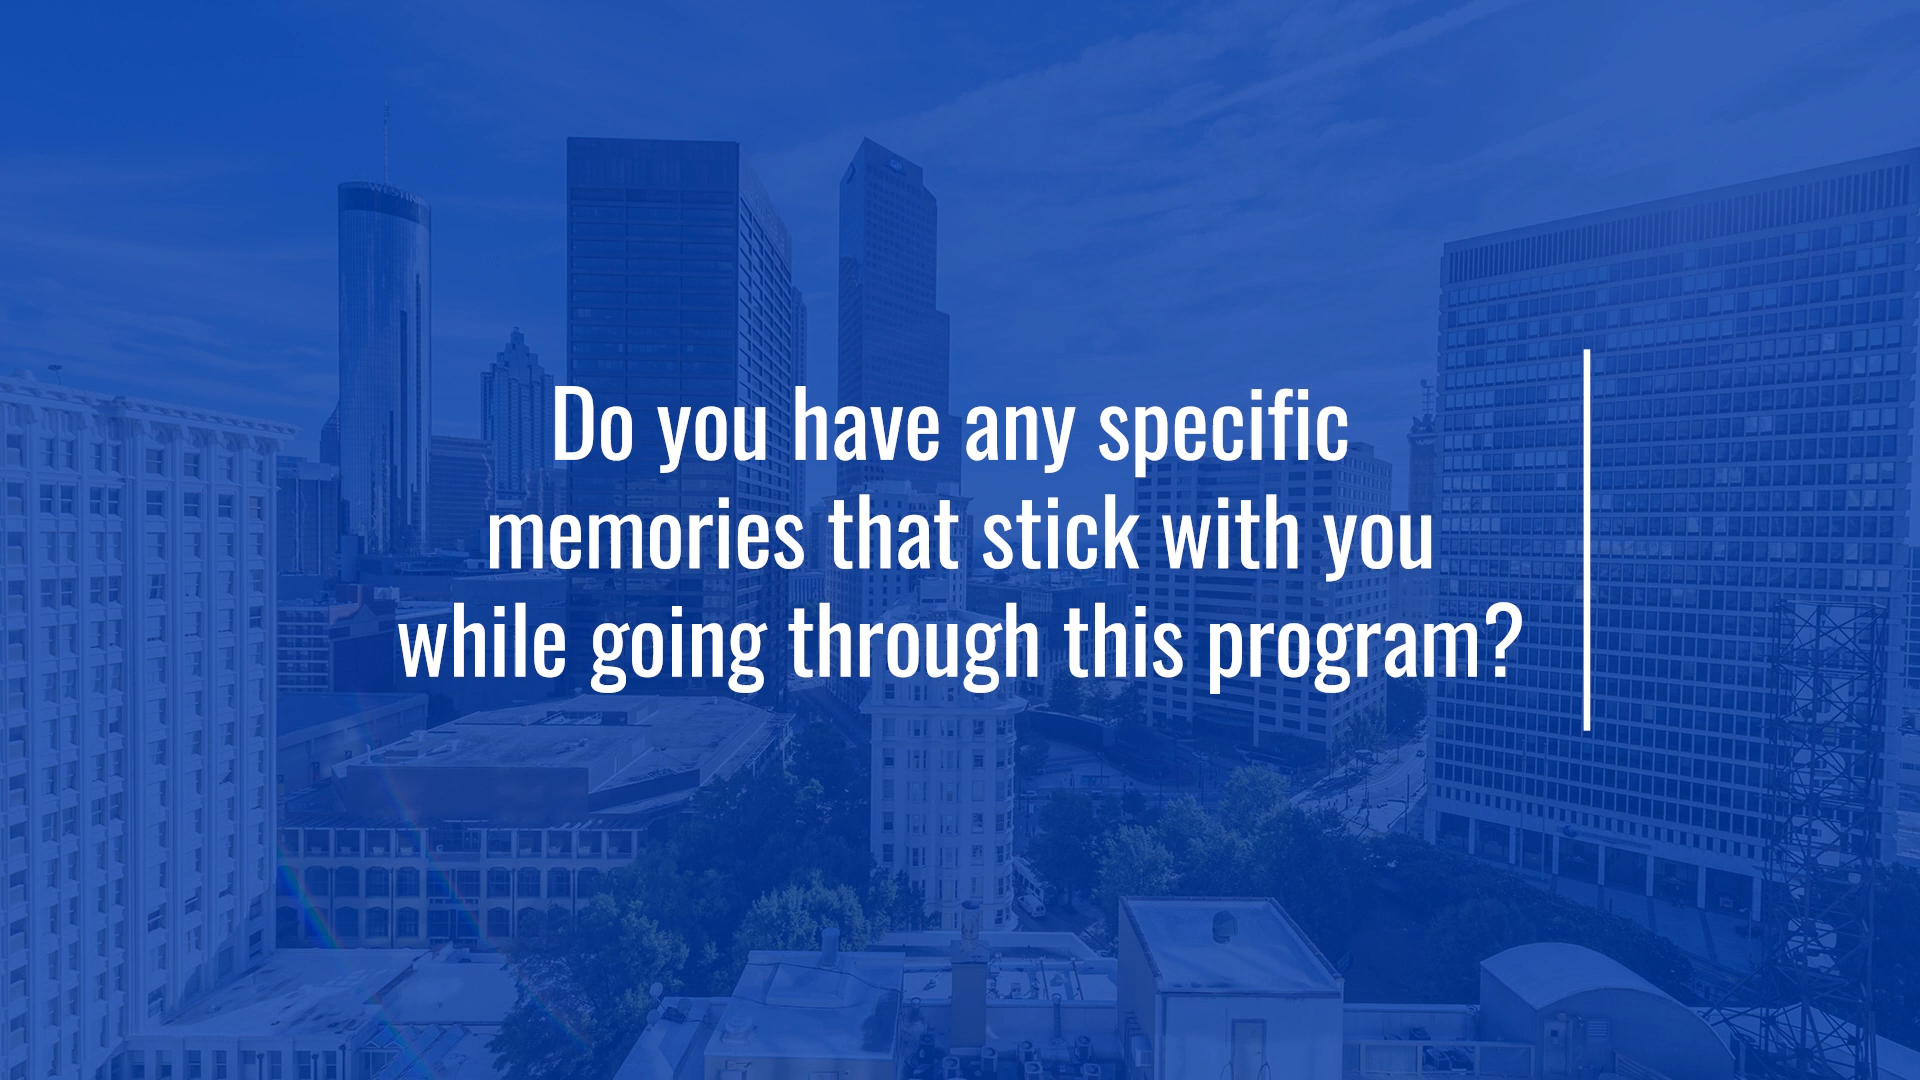 Do you have any specific
memories that stick with you
while going through this program?